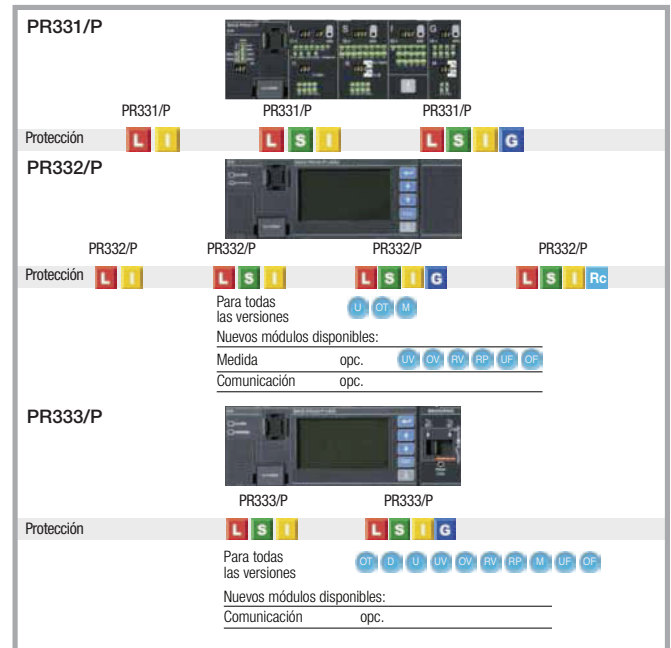 PR331/P
L S I G
PR331/P PR331/P PR331/P
Protección L I L S I L S I G
PR332/P
PR332/P PR332/P PR332/P PR332/P
Protección L I L S I L S I G L S I Rc
Para todas
las versiones U OT M
Nuevos módulos disponibles:
Medida opc. UV OV RV RP UF OF
Comunicación opc.
PR333/P
PR333/P PR333/P
Protección L S I L S I G
Para todas
las versiones OT D U UV OV RV RP M UF OF
Nuevos módulos disponibles:
Comunicación opc.